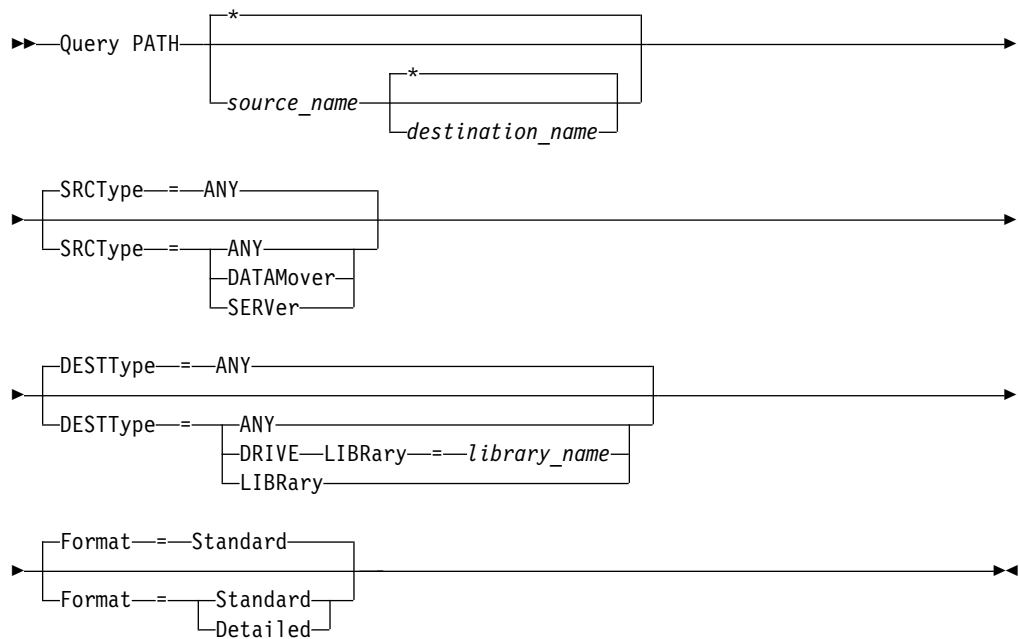 *
Query PATH
*
source_name
destination_name
SRCType = ANY
SRCType = ANY
DATAMover
SERVer
DESTType = ANY
DESTType = ANY
DRIVE LIBRary = library_name
LIBRary
Format = Standard
Format = Standard
Detailed